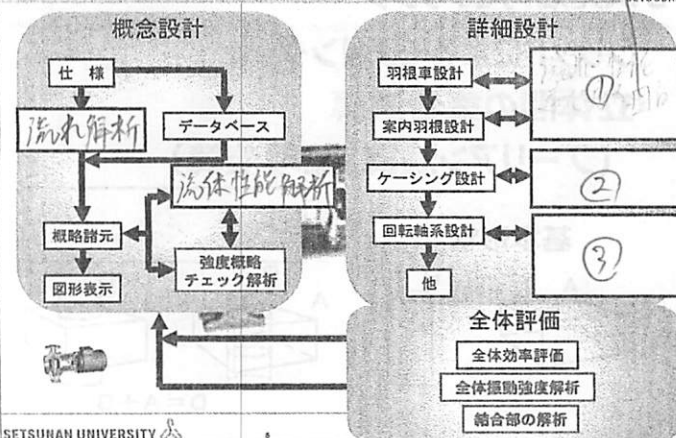 概念設計
仕様
流れ解析
データベース
流体性能解析
概略諸元
強度概略
チェック解析
図形表示
詳細設計
羽根車設計
①
案内羽根設計
ケーシング設計
②
回転軸系設計
③
他
全体評価
全体効率評価
全体振動強度解析
結合部の解析
SETSUNAN UNIVERSITY